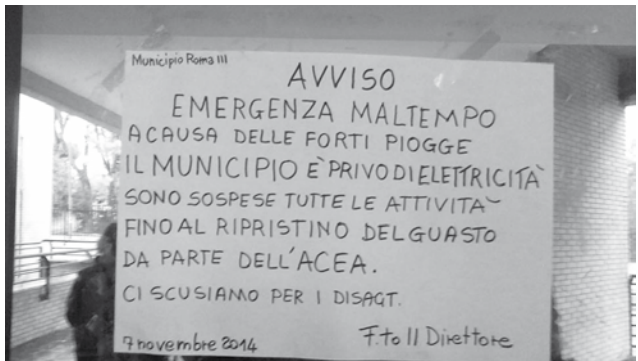 Municipio Roma III
AVVISO
EMERGENZA MALTEMPO
A CAUSA DELLE FORTI PIOGGE
IL MUNICIPIO È PRIVO DI ELETTRICITÀ
SONO SOSPESE TUTTE LE ATTIVITÀ
FINO AL RIPRISTINO DEL GUASTO
DA PARTE DELL'ACEA.
CI SCUSIAMO PER I DISAGI.
7 novembre 2014 F.to Il Direttore